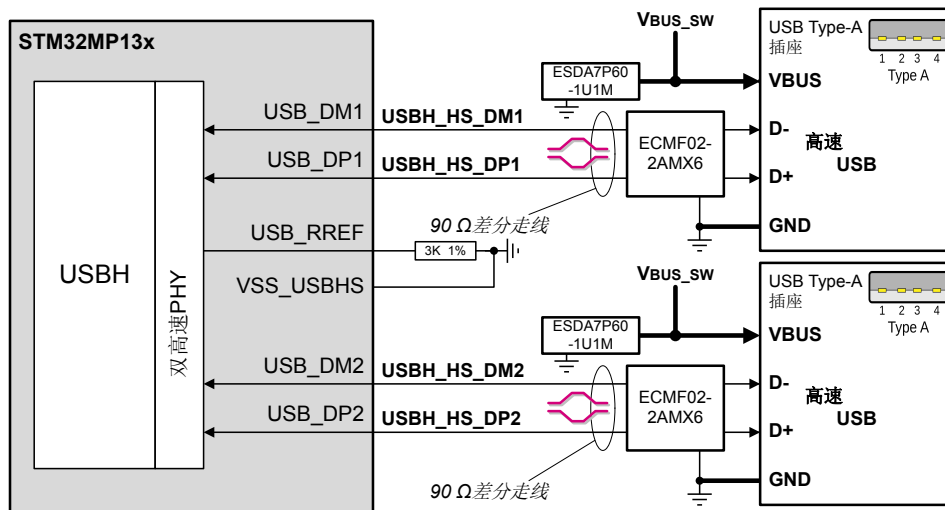 STM32MP13x
USBH
双高速PHY
USB_DM1
USB_DP1
USB_RREF
VSS_USBHS
USB_DM2
USB_DP2
USBH_HS_DM1
USBH_HS_DP1
90 Ω差分走线
3K 1%
VBUS_SW
ESDA7P60
-1U1M
ECMF02-
2AMX6
USB Type-A
插座
1 2 3 4
Type A
VBUS
D-
高速
USB
D+
GND
USBH_HS_DM2
USBH_HS_DP2
90 Ω差分走线
VBUS_SW
ESDA7P60
-1U1M
ECMF02-
2AMX6
USB Type-A
插座
1 2 3 4
Type A
VBUS
D-
高速
USB
D+
GND